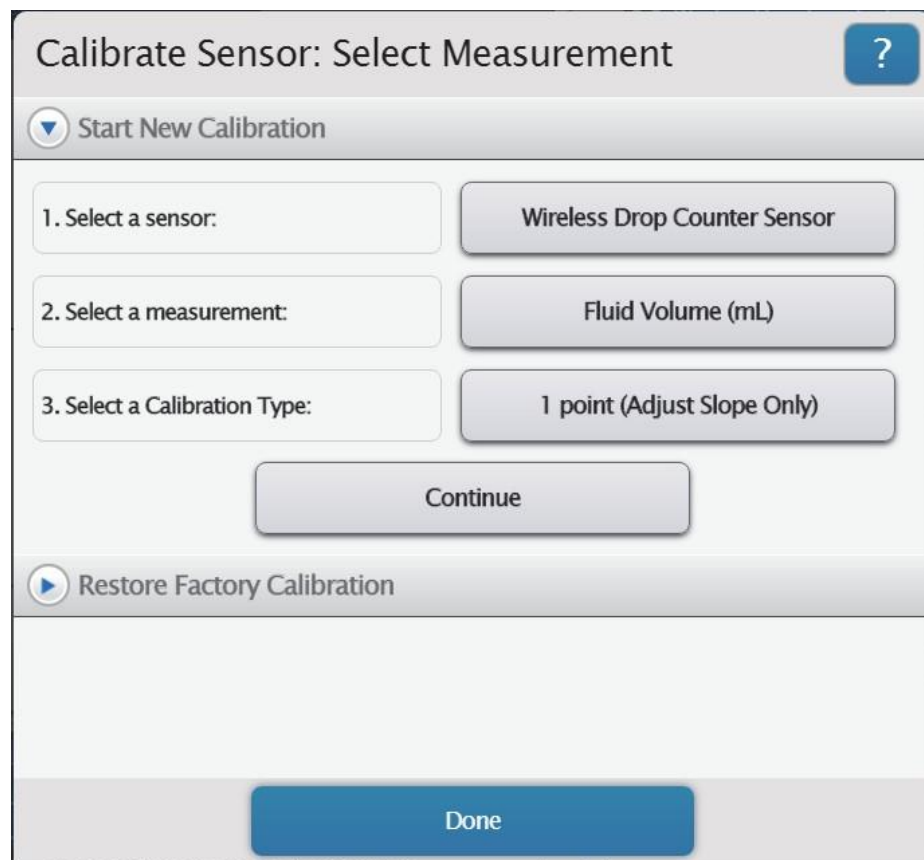 Calibrate Sensor: Select Measurement
?
Start New Calibration
1. Select a sensor:
Wireless Drop Counter Sensor
2. Select a measurement:
Fluid Volume (mL)
3. Select a Calibration Type:
1 point (Adjust Slope Only)
Continue
Restore Factory Calibration
Done